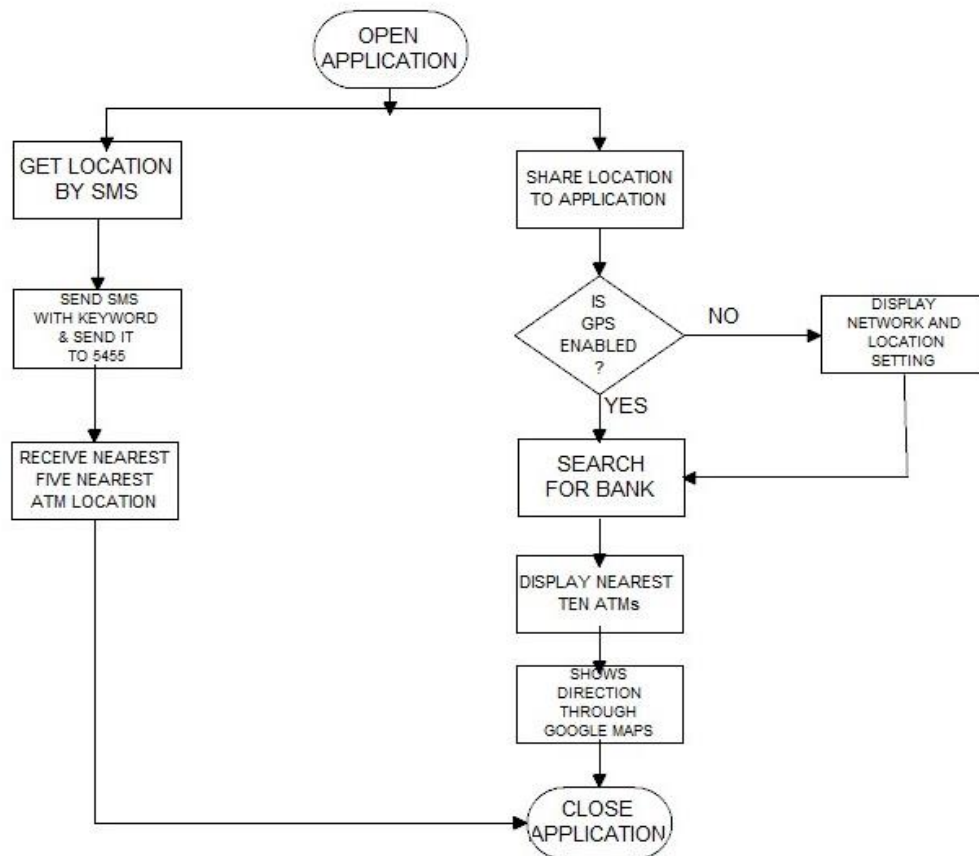 OPEN
APPLICATION
GET LOCATION
BY SMS
SEND SMS
WITH KEYWORD
& SEND IT
TO 5455
RECEIVE NEAREST
FIVE NEAREST
ATM LOCATION
SHARE LOCATION
TO APPLICATION
IS
GPS
ENABLED
?
NO
DISPLAY
NETWORK AND
LOCATION
SETTING
YES
SEARCH
FOR BANK
DISPLAY NEAREST
TEN ATMs
SHOWS
DIRECTION
THROUGH
GOOGLE MAPS
CLOSE
APPLICATION